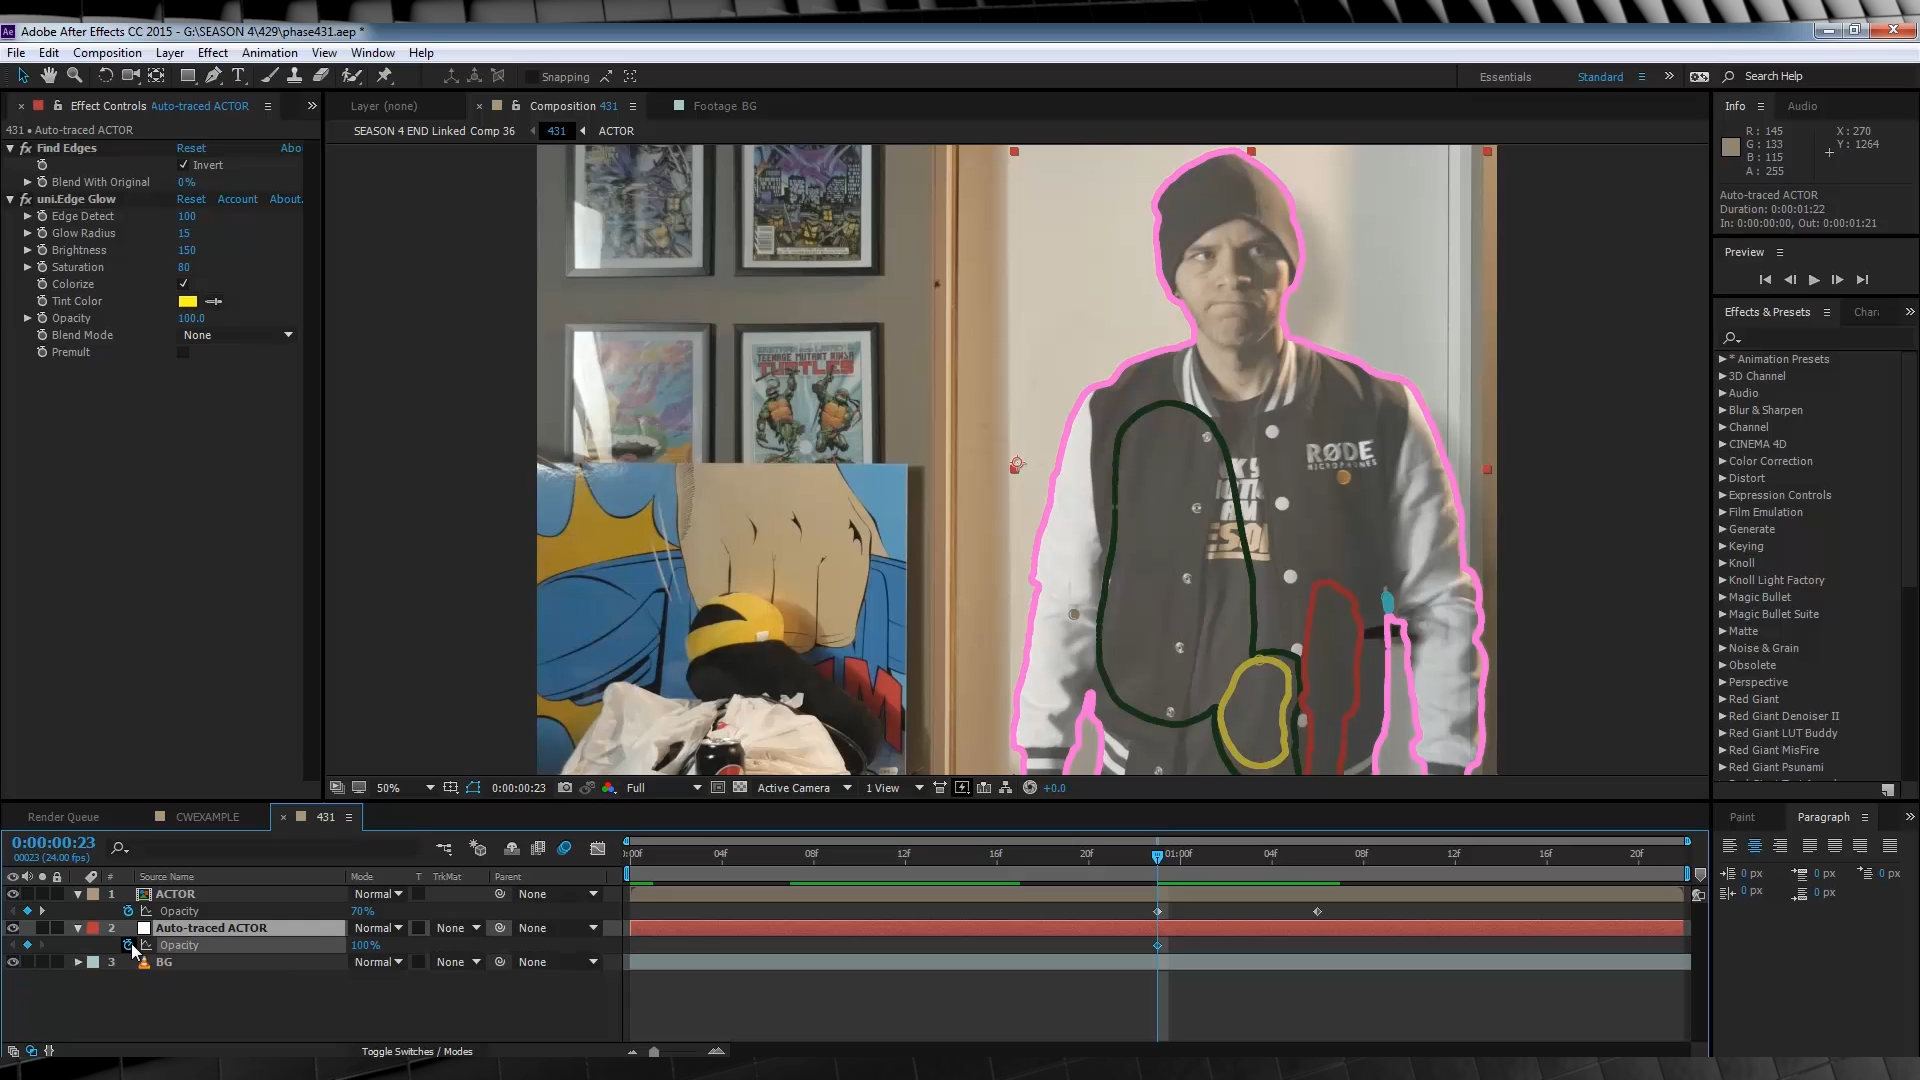 Adobe After Effects CC 2015 - G:\SEASON 4\429\phase431.aep *
File Edit Composition Layer Effect Animation View Window Help
Snapping
Essentials Standard Search Help
Effect Controls Auto-traced ACTOR
Layer (none) Composition 431 Footage BG
Info Audio
431 • Auto-traced ACTOR
SEASON 4 END Linked Comp 36 431 ACTOR
Find Edges Reset Abo
Invert
Blend With Original 0%
uni.Edge Glow Reset Account About.
Edge Detect 100
Glow Radius 15
Brightness 150
Saturation 80
Colorize
Tint Color
Opacity 100.0
Blend Mode None
Premult
TEENAGE MUTANT NINJA
TURTLES
RØDE
MICROPHONES
R: 145 X: 270
G: 133 Y: 1264
B: 115
A: 255
Auto-traced ACTOR
Duration: 0:00:01:22
In: 0:00:00:00, Out: 0:00:01:21
Preview
Effects & Presets Chara
* Animation Presets
3D Channel
Audio
Blur & Sharpen
Channel
CINEMA 4D
Color Correction
Distort
Expression Controls
Film Emulation
Generate
Keying
Knoll
Knoll Light Factory
Magic Bullet
Magic Bullet Suite
Matte
Noise & Grain
Obsolete
Perspective
Red Giant
Red Giant Denoiser II
Red Giant LUT Buddy
Red Giant MisFire
Red Giant Psunami
50% 0:00:00:23 Full Active Camera 1 View +0.0
Render Queue CWEXAMPLE 431
0:00:00:23
00023 (24.00 fps)
:00f 04f 08f 12f 16f 20f 01:00f 04f 08f 12f 16f 20f
# Source Name Mode T TrkMat Parent
1 ACTOR Normal None
Opacity 70%
2 Auto-traced ACTOR Normal None None
Opacity 100%
3 BG Normal None None
Toggle Switches / Modes
Paint Paragraph
0 px 0 px 0 px
0 px 0 px